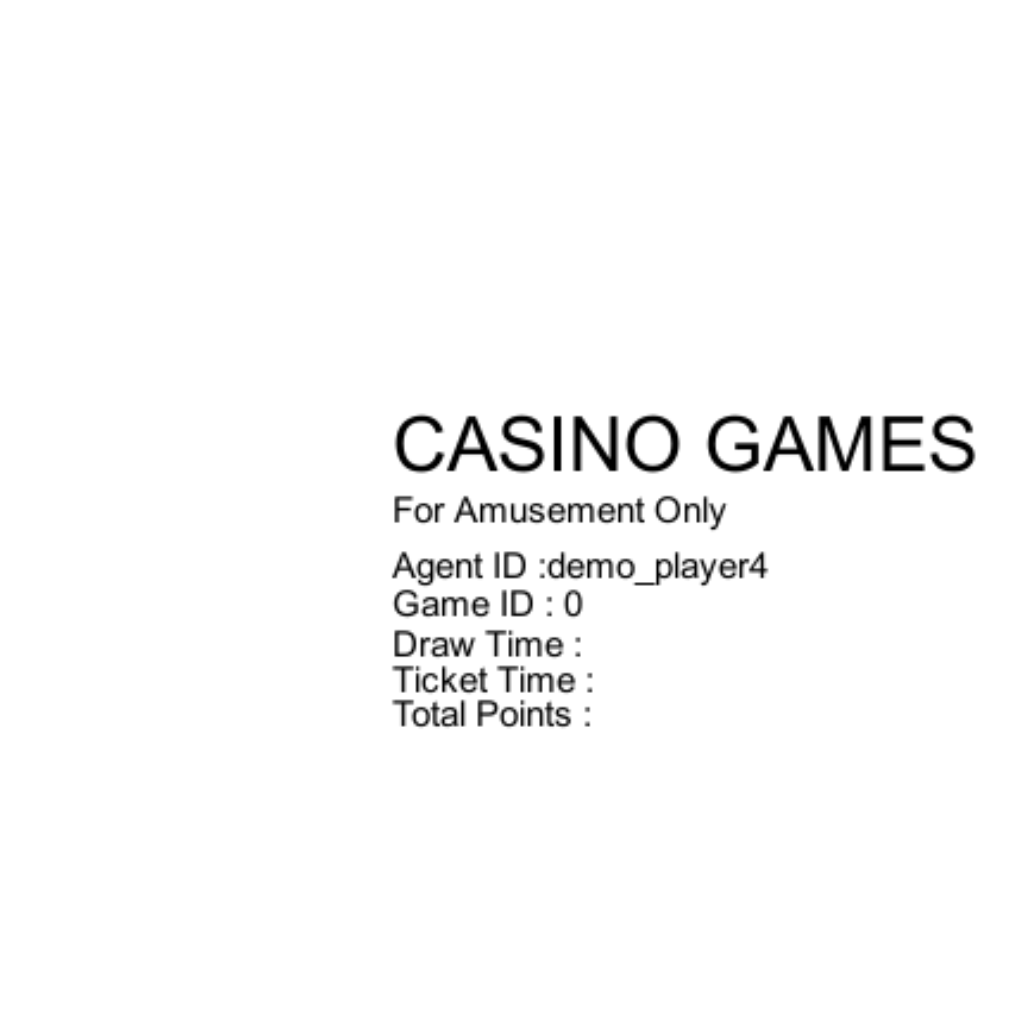 CASINO GAMES
For Amusement Only
Agent ID :demo_player4
Game ID : 0
Draw Time :
Ticket Time :
Total Points :